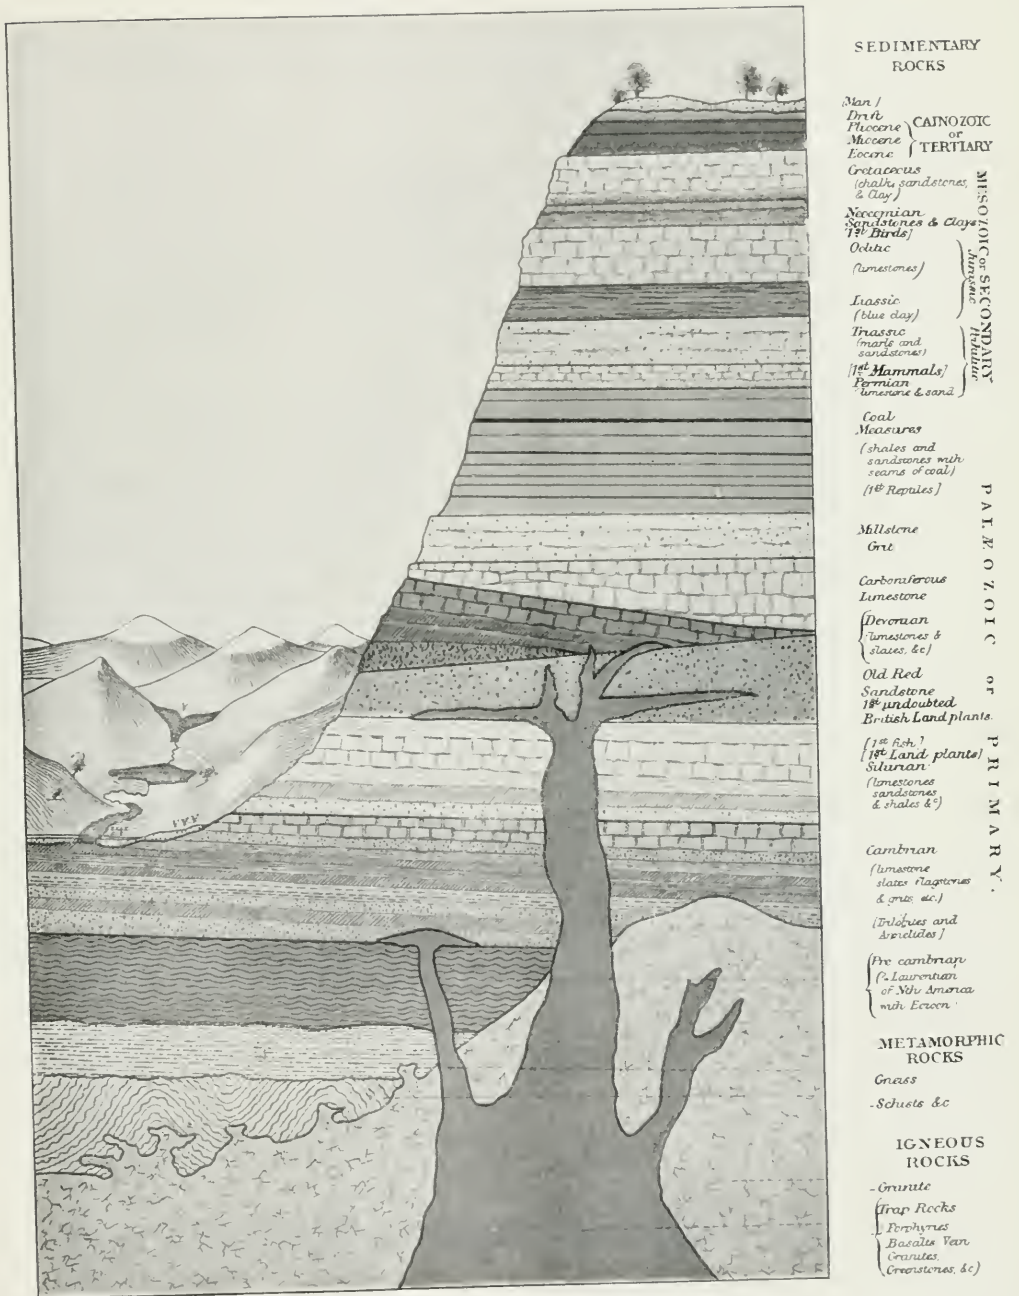 SEDIMENTARY
ROCKS
Man
Drift
Pliocene
Miocene
Eocene
CAINOZOIC
or
TERTIARY
Cretaceous
(chalk, sandstones,
& Clay)
Neocomian
Sandstones & Clays
1st Birds]
Oolitic
(limestones)
Liassic
(blue clay)
Jurassic
Triassic
(marls and
sandstones)
[1st Mammals]
Permian
limestone & sand
MESOZOIC or SECONDARY
Coal
Measures
(shales and
sandstones with
seams of coal)
[1st Reptiles]
Millstone
Grit
Carboniferous
Limestone
Devonian
(limestones &
slates, &c)
Old Red
Sandstone
1st undoubted
British Land plants.
[1st fish]
[1st Land plants]
Silurian
(limestones
sandstones
& shales &c)
Cambrian
(limestone
slates flagstones
& grits, etc.)
[Trilobites and
Annelides]
Pre cambrian
Laurentian
of Nth America
with Eozoon
PALÆOZOIC or PRIMARY.
METAMORPHIC
ROCKS
Gneiss
Schists &c
IGNEOUS
ROCKS
Granite
Trap Rocks
Porphyries
Basalts Vein
Granites,
Greenstones, &c)